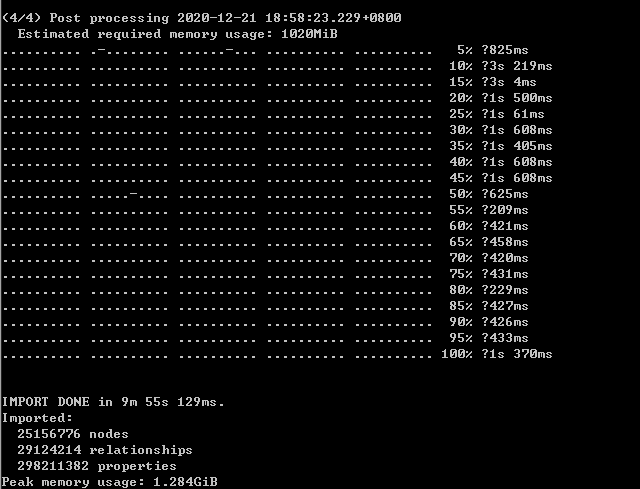 (4/4) Post processing 2020-12-21 18:58:23.229+0800
Estimated required memory usage: 1020MiB
.......... .-........ .......-... .......... .......... 5% ?825ms
.......... .......... .......... .......... .......... 10% ?3s 219ms
.......... .......... .......... .......... .......... 15% ?3s 4ms
.......... .......... .......... .......... .......... 20% ?1s 500ms
.......... .......... .......... .......... .......... 25% ?1s 61ms
.......... .......... .......... .......... .......... 30% ?1s 608ms
.......... .......... .......... .......... .......... 35% ?1s 405ms
.......... .......... .......... .......... .......... 40% ?1s 608ms
.......... .......... .......... .......... .......... 45% ?1s 608ms
.......... .....-.... .......... .......... .......... 50% ?625ms
.......... .......... .......... .......... .......... 55% ?209ms
.......... .......... .......... .......... .......... 60% ?421ms
.......... .......... .......... .......... .......... 65% ?458ms
.......... .......... .......... .......... .......... 70% ?420ms
.......... .......... .......... .......... .......... 75% ?431ms
.......... .......... .......... .......... .......... 80% ?229ms
.......... .......... .......... .......... .......... 85% ?427ms
.......... .......... .......... .......... .......... 90% ?426ms
.......... .......... .......... .......... .......... 95% ?433ms
.......... .......... .......... .......... .......... 100% ?1s 370ms
IMPORT DONE in 9m 55s 129ms.
Imported:
25156776 nodes
29124214 relationships
298211382 properties
Peak memory usage: 1.284GiB